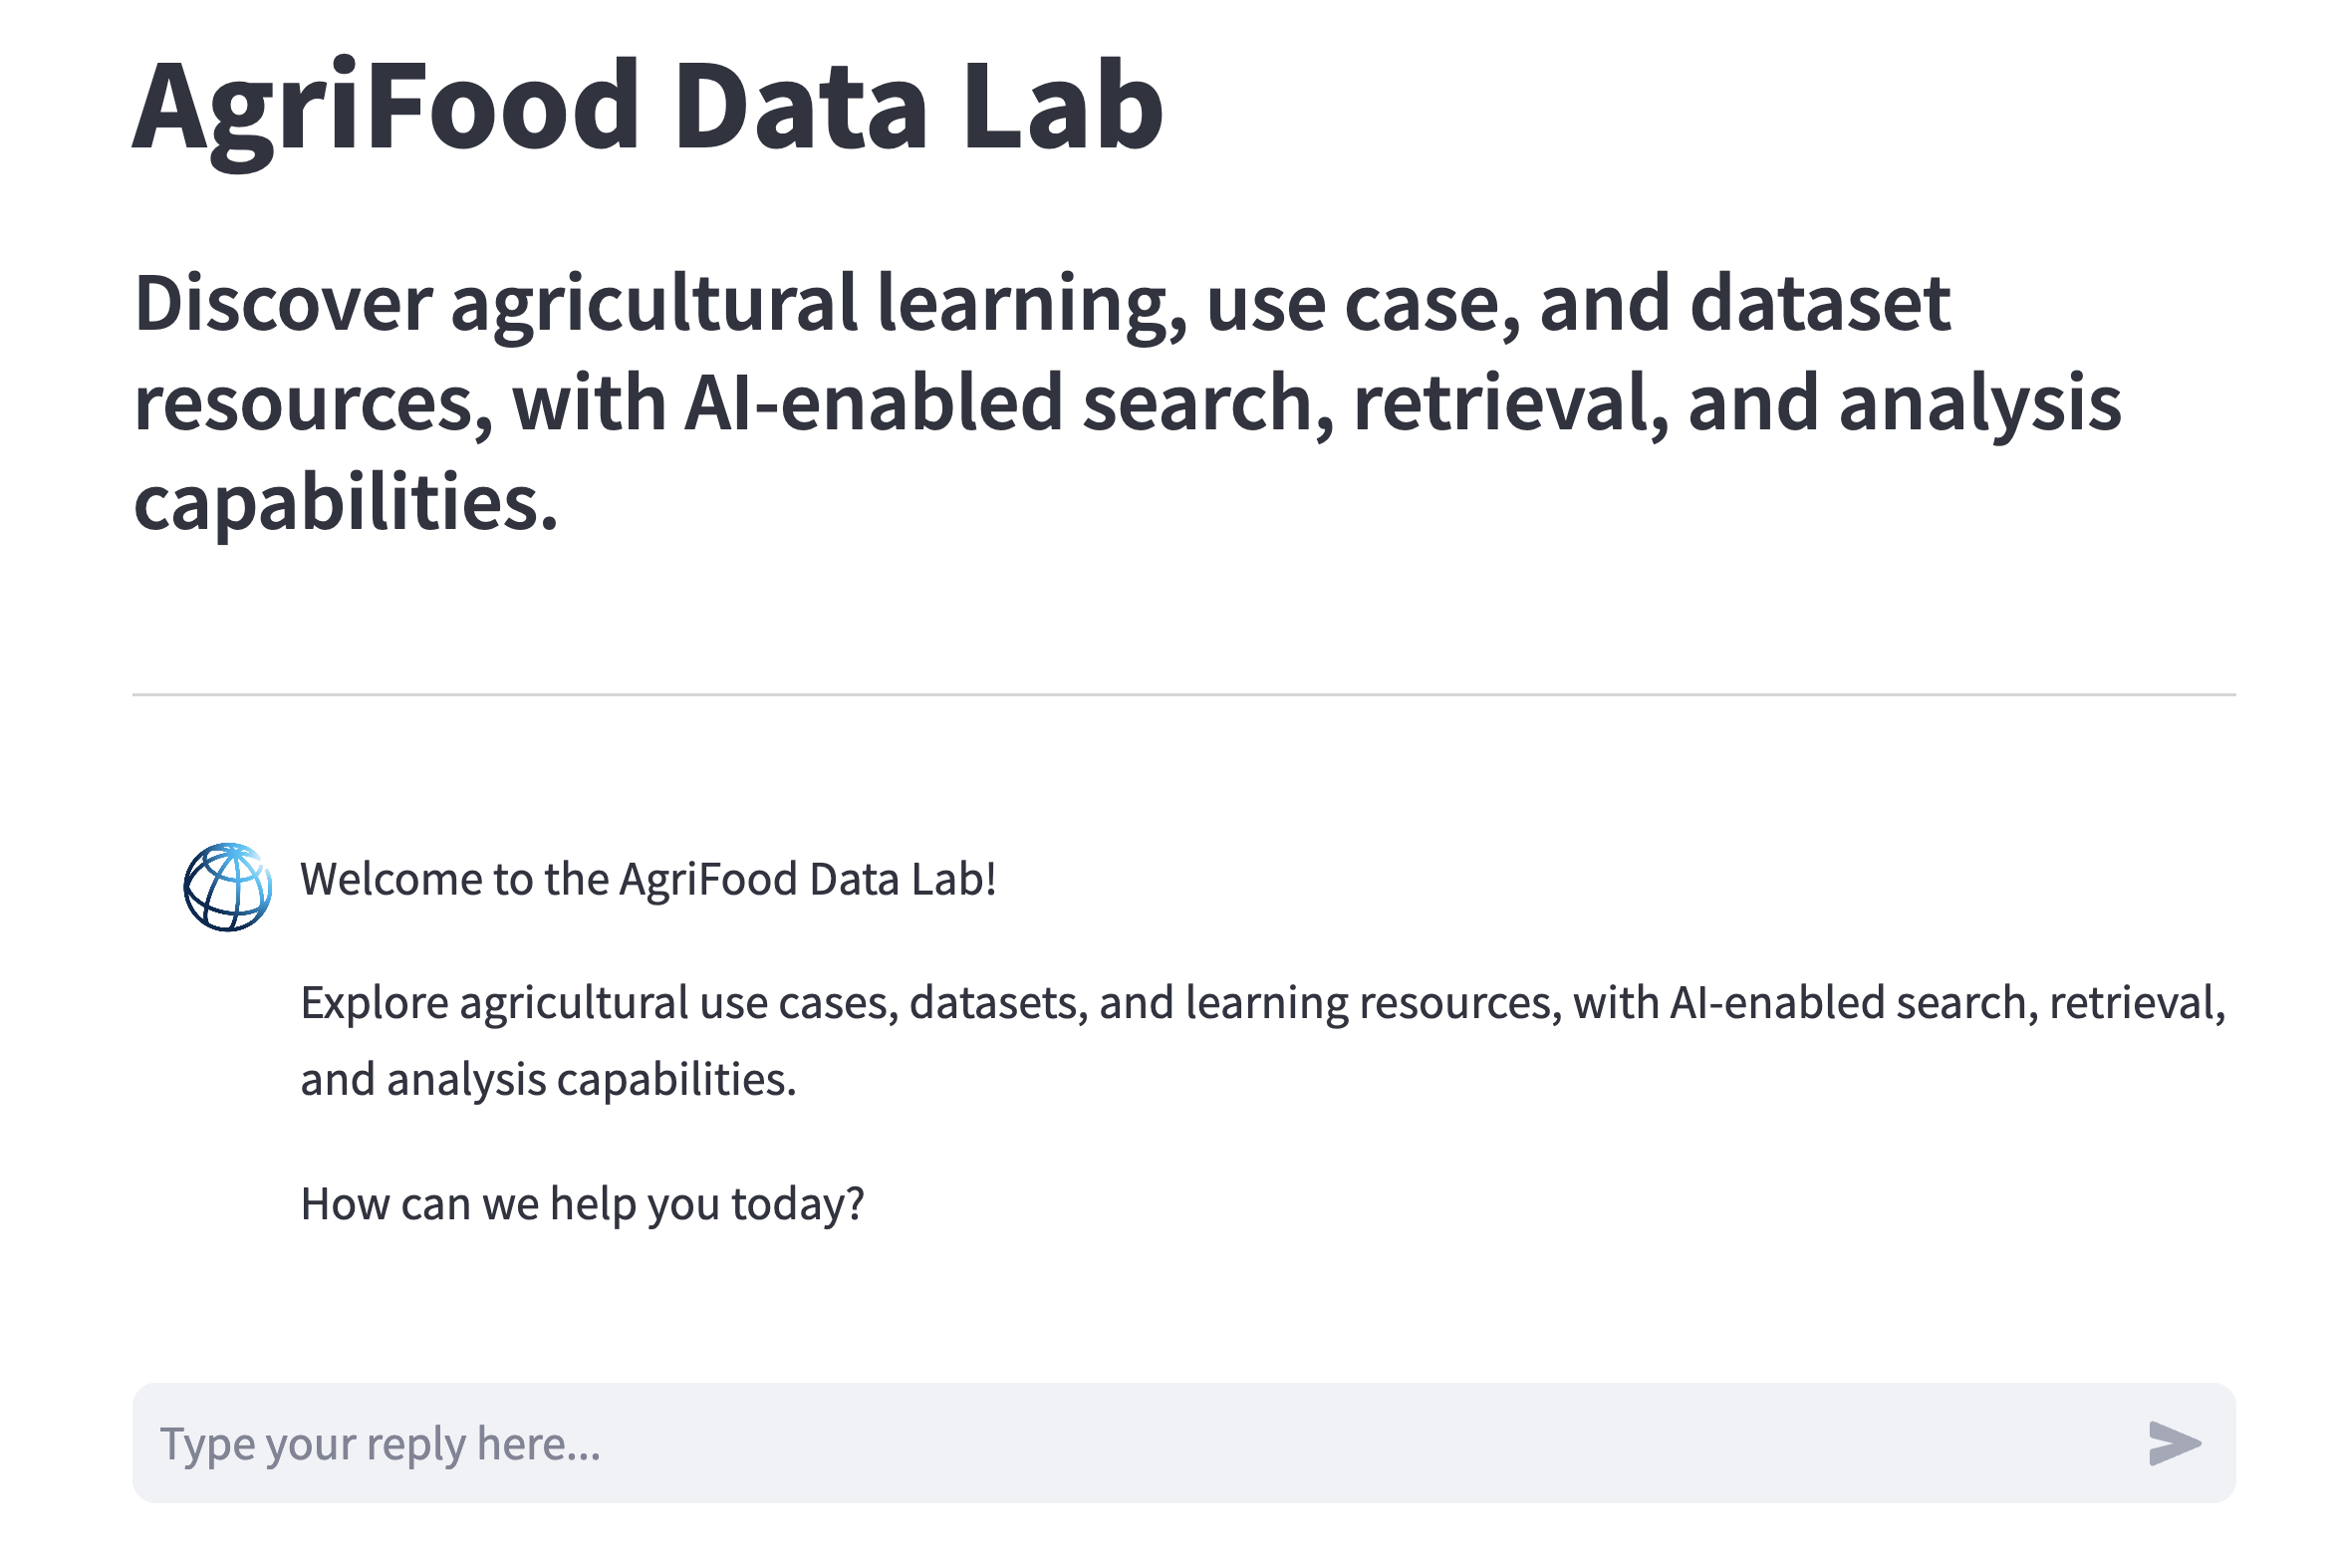 AgriFood Data Lab
Discover agricultural learning, use case, and dataset
resources, with AI-enabled search, retrieval, and analysis
capabilities.
Welcome to the AgriFood Data Lab!
Explore agricultural use cases, datasets, and learning resources, with AI-enabled search, retrieval,
and analysis capabilities.
How can we help you today?
Type your reply here...